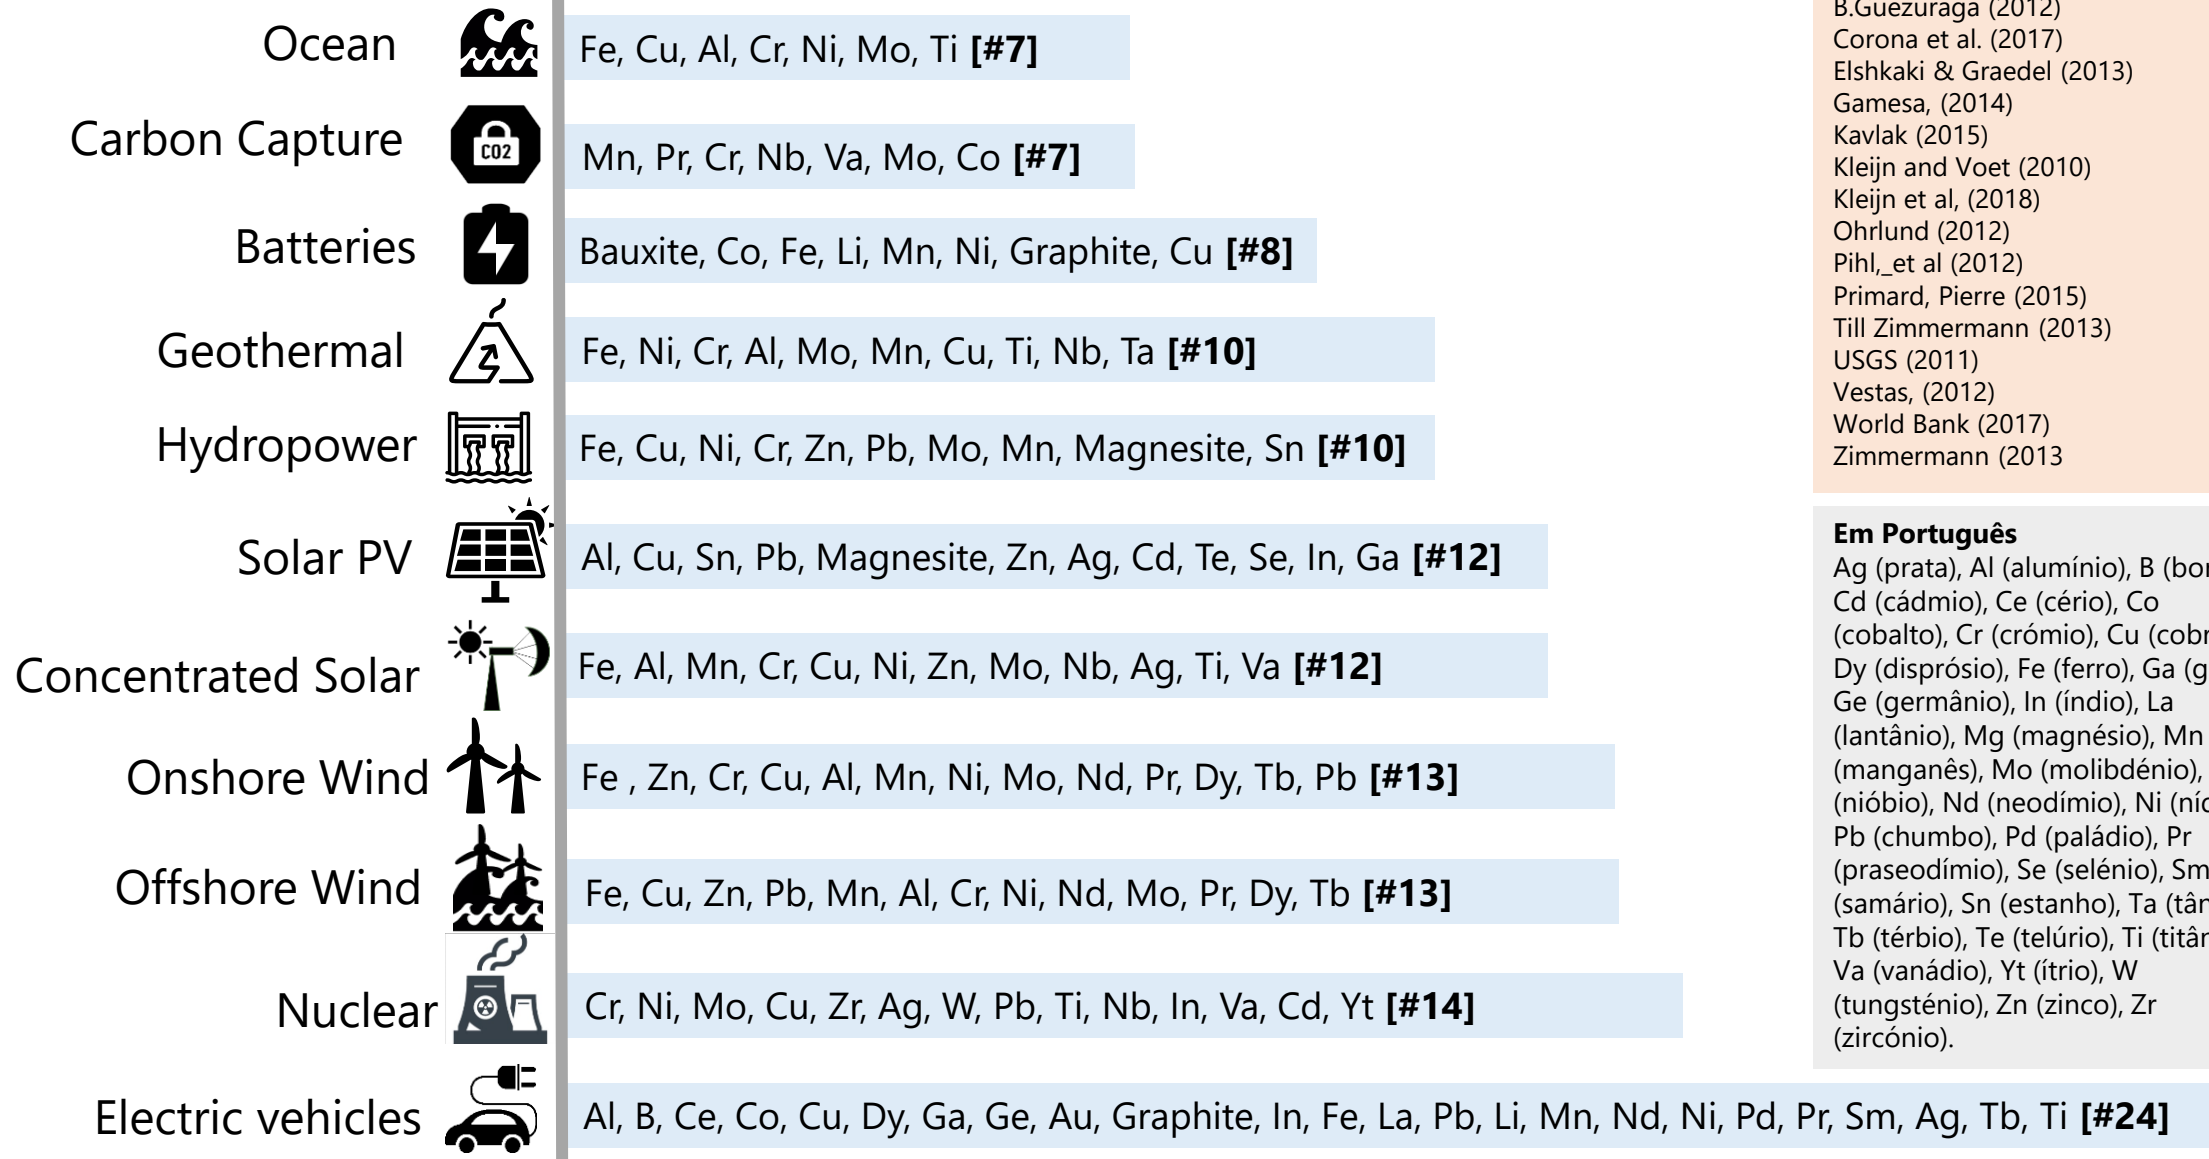 Ocean
Fe, Cu, Al, Cr, Ni, Mo, Ti [#7]
Carbon Capture
CO2
Mn, Pr, Cr, Nb, Va, Mo, Co [#7]
Batteries
Bauxite, Co, Fe, Li, Mn, Ni, Graphite, Cu [#8]
Geothermal
Fe, Ni, Cr, Al, Mo, Mn, Cu, Ti, Nb, Ta [#10]
Hydropower
Fe, Cu, Ni, Cr, Zn, Pb, Mo, Mn, Magnesite, Sn [#10]
Solar PV
Al, Cu, Sn, Pb, Magnesite, Zn, Ag, Cd, Te, Se, In, Ga [#12]
Concentrated Solar
Fe, Al, Mn, Cr, Cu, Ni, Zn, Mo, Nb, Ag, Ti, Va [#12]
Onshore Wind
Fe , Zn, Cr, Cu, Al, Mn, Ni, Mo, Nd, Pr, Dy, Tb, Pb [#13]
Offshore Wind
Fe, Cu, Zn, Pb, Mn, Al, Cr, Ni, Nd, Mo, Pr, Dy, Tb [#13]
Nuclear
Cr, Ni, Mo, Cu, Zr, Ag, W, Pb, Ti, Nb, In, Va, Cd, Yt [#14]
Electric vehicles
Al, B, Ce, Co, Cu, Dy, Ga, Ge, Au, Graphite, In, Fe, La, Pb, Li, Mn, Nd, Ni, Pd, Pr, Sm, Ag, Tb, Ti [#24]
B.Guezuraga (2012)
Corona et al. (2017)
Elshkaki & Graedel (2013)
Gamesa, (2014)
Kavlak (2015)
Kleijn and Voet (2010)
Kleijn et al, (2018)
Ohrlund (2012)
Pihl,_et al (2012)
Primard, Pierre (2015)
Till Zimmermann (2013)
USGS (2011)
Vestas, (2012)
World Bank (2017)
Zimmermann (2013
Em Português
Ag (prata), Al (alumínio), B
Cd (cádmio), Ce (cério), Co
(cobalto), Cr (crómio), Cu
Dy (disprósio), Fe (ferro), Ga
Ge (germânio), In (índio), La
(lantânio), Mg (magnésio), Mn
(manganês), Mo (molibdénio),
(nióbio), Nd (neodímio), Ni
Pb (chumbo), Pd (paládio), Pr
(praseodímio), Se (selénio), Sm
(samário), Sn (estanho), Ta
Tb (térbio), Te (telúrio), Ti
Va (vanádio), Yt (ítrio), W
(tungsténio), Zn (zinco), Zr
(zircónio).